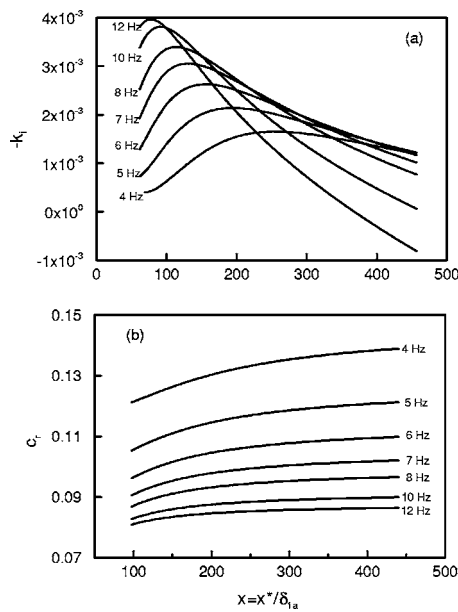 4x10⁻³
12 Hz
(a)
10 Hz
3x10⁻³
8 Hz
7 Hz
2x10⁻³
6 Hz
-kᵢ
1x10⁻³
5 Hz
4 Hz
0x10⁰
-1x10⁻³
0 100 200 300 400 500
0.15
(b)
4 Hz
0.13
5 Hz
cᵣ
0.11
6 Hz
7 Hz
8 Hz
0.09
10 Hz
12 Hz
0.07
100 200 300 400 500
x=x*/δ₁ₐ